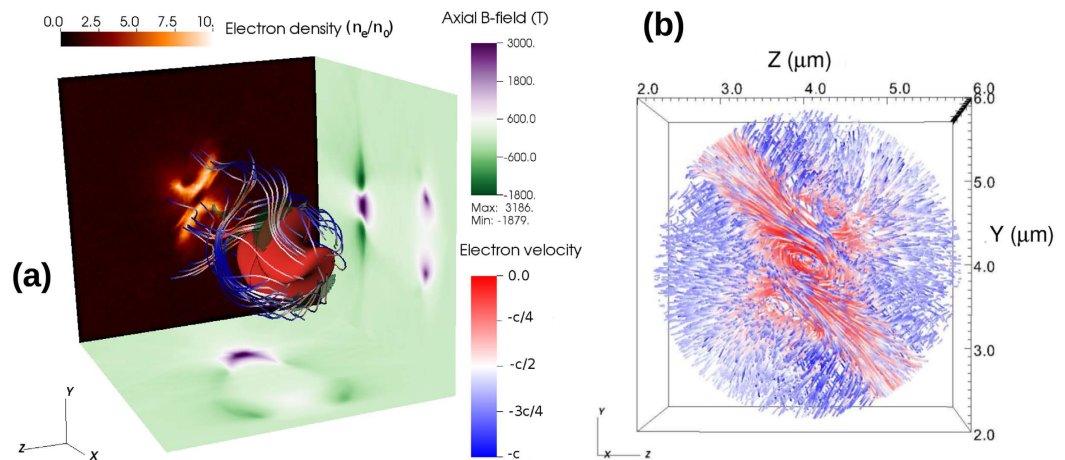 0.0 2.5 5.0 7.5 10.
Electron density (nₑ/n₀)
Axial B-field (T)
3000.
1800.
600.0
-600.0
-1800.
Max: 3186.
Min: -1879.
Electron velocity
0.0
-c/4
-c/2
-3c/4
-c
(a)
Y
Z
X
(b)
Z (μm)
2.0 3.0 4.0 5.0 6.0
6.0
5.0
Y (μm)
4.0
3.0
2.0
Y
X Z